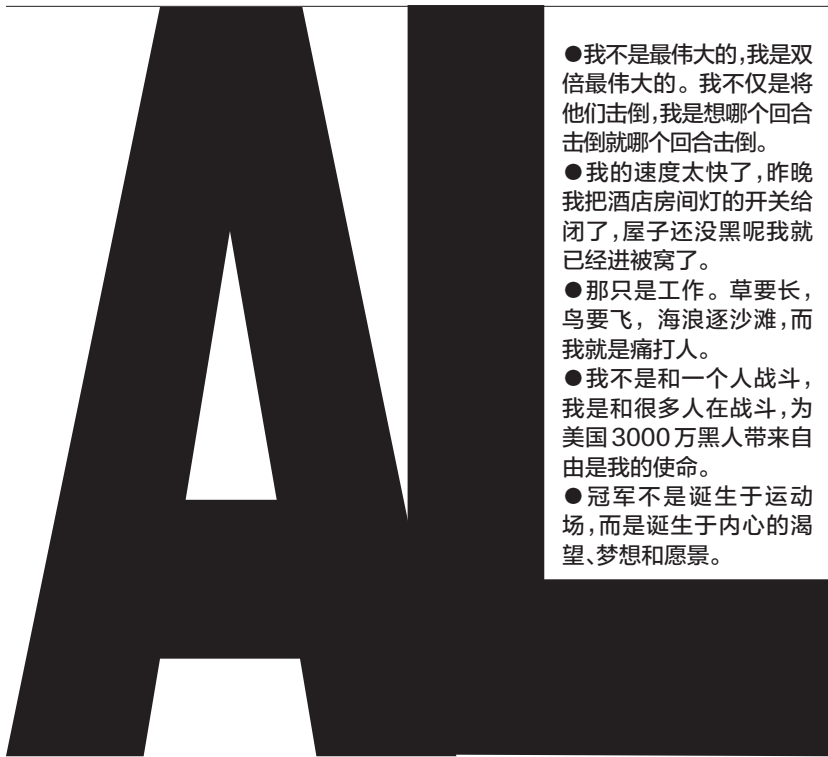 AL
●我不是最伟大的,我是双
倍最伟大的。我不仅是将
他们击倒,我是想哪个回合
击倒就哪个回合击倒。
●我的速度太快了,昨晚
我把酒店房间灯的开关给
闭了,屋子还没黑呢我就
已经进被窝了。
●那只是工作。草要长,
鸟要飞，海浪逐沙滩,而
我就是痛打人。
●我不是和一个人战斗,
我是和很多人在战斗,为
美国3000万黑人带来自
由是我的使命。
●冠军不是诞生于运动
场,而是诞生于内心的渴
望、梦想和愿景。